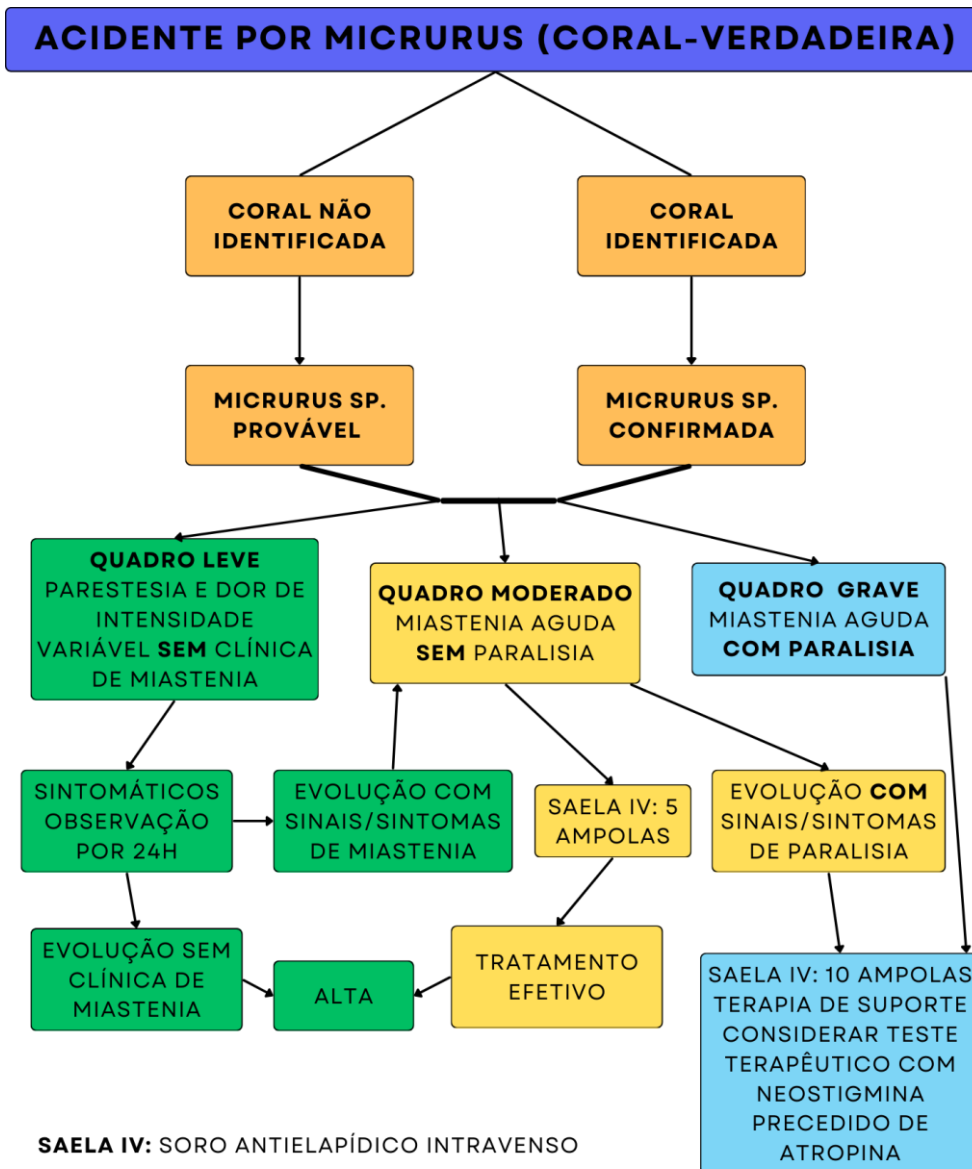 ACIDENTE POR MICRURUS (CORAL-VERDADEIRA)
CORAL NÃO
IDENTIFICADA
CORAL
IDENTIFICADA
MICRURUS SP.
PROVÁVEL
MICRURUS SP.
CONFIRMADA
QUADRO LEVE
PARESTESIA E DOR DE
INTENSIDADE
VARIÁVEL SEM CLÍNICA
DE MIASTENIA
QUADRO MODERADO
MIASTENIA AGUDA
SEM PARALISIA
QUADRO GRAVE
MIASTENIA AGUDA
COM PARALISIA
SINTOMÁTICOS
OBSERVAÇÃO
POR 24H
EVOLUÇÃO COM
SINAIS/SINTOMAS
DE MIASTENIA
SAELA IV: 5
AMPOLAS
EVOLUÇÃO COM
SINAIS/SINTOMAS
DE PARALISIA
EVOLUÇÃO SEM
CLÍNICA DE
MIASTENIA
ALTA
TRATAMENTO
EFETIVO
SAELA IV: 10 AMPOLAS
TERAPIA DE SUPORTE
CONSIDERAR TESTE
TERAPÊUTICO COM
NEOSTIGMINA
PRECEDIDO DE
ATROPINA
SAELA IV: SORO ANTIELAPÍDICO INTRAVENSO